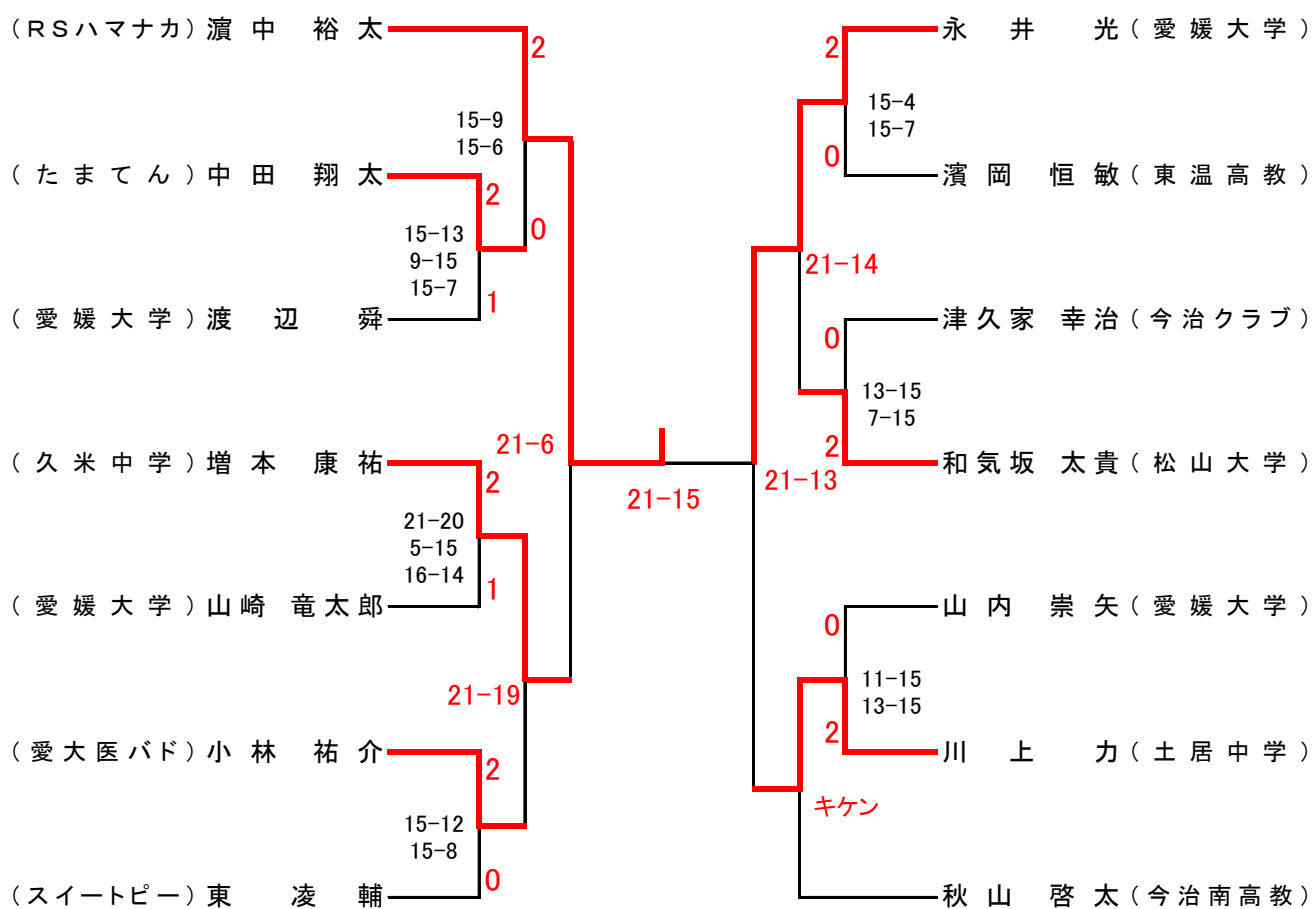 （ＲＳハマナカ）濵中 裕太
2
15-9
15-6
（たまてん）中田 翔太
2
0
15-13
9-15
15-7
1
（愛媛大学）渡辺 舜
21-6
（久米中学）増本 康祐
2
21-20
5-15
16-14
1
（愛媛大学）山崎 竜太郎
21-19
（愛大医バド）小林 祐介
2
15-12
15-8
0
（スイートピー）東 凌輔
21-15
永井 光（愛媛大学）
2
15-4
15-7
0
濱岡 恒敏（東温高教）
21-14
津久家 幸治（今治クラブ）
0
13-15
7-15
2
和気坂 太貴（松山大学）
21-13
山内 崇矢（愛媛大学）
0
11-15
13-15
2
川上 力（土居中学）
キケン
秋山 啓太（今治南高教）